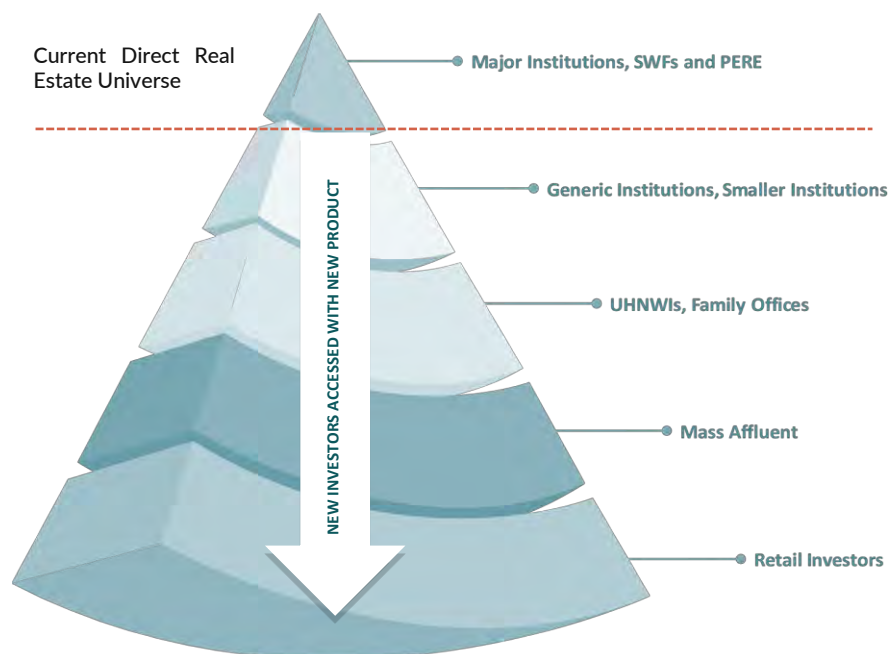 Current Direct Real
Estate Universe
Major Institutions, SWFs and PERE
Generic Institutions, Smaller Institutions
UHNWIs, Family Offices
Mass Affluent
Retail Investors
NEW INVESTORS ACCESSED WITH NEW PRODUCT